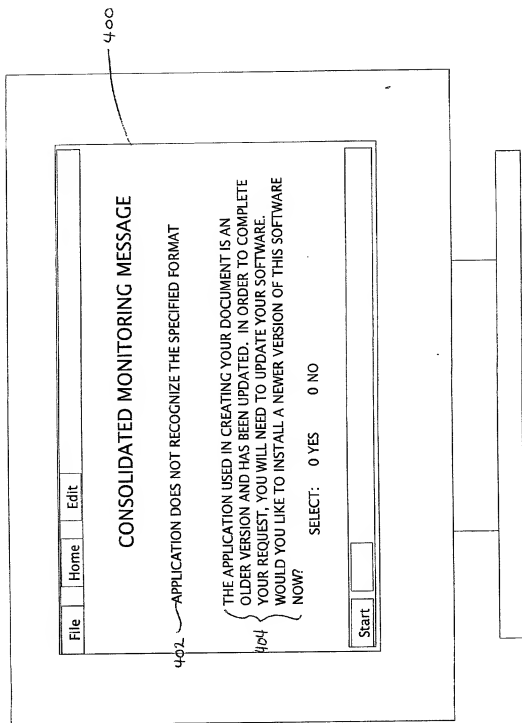 400
File Home Edit
CONSOLIDATED MONITORING MESSAGE
402 APPLICATION DOES NOT RECOGNIZE THE SPECIFIED FORMAT
THE APPLICATION USED IN CREATING YOUR DOCUMENT IS AN
OLDER VERSION AND HAS BEEN UPDATED. IN ORDER TO COMPLETE
404 YOUR REQUEST, YOU WILL NEED TO UPDATE YOUR SOFTWARE.
WOULD YOU LIKE TO INSTALL A NEWER VERSION OF THIS SOFTWARE
NOW?
SELECT: 0 YES 0 NO
Start